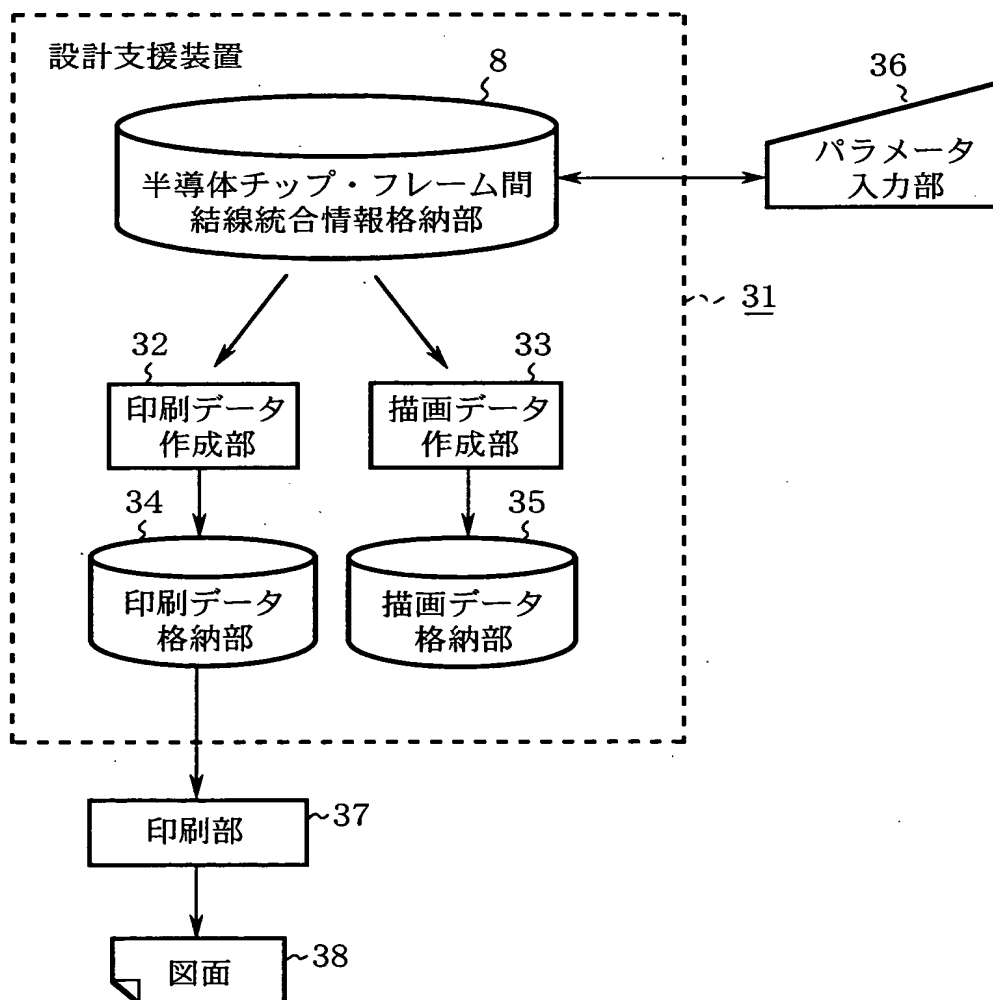 設計支援装置
8
半導体チップ・フレーム間
結線統合情報格納部
36
パラメータ
入力部
31
32
印刷データ
作成部
33
描画データ
作成部
34
印刷データ
格納部
35
描画データ
格納部
印刷部
37
図面
38